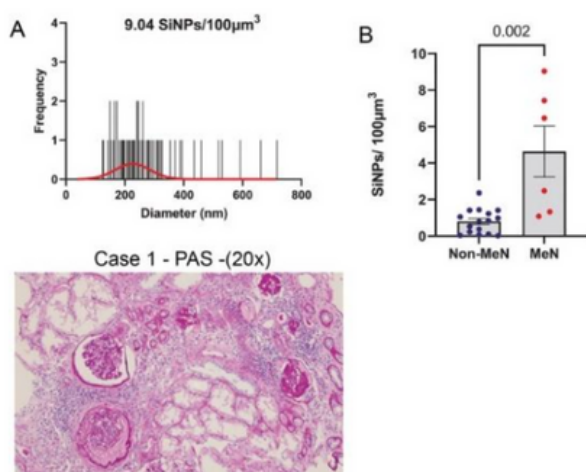 A
9.04 SiNPs/100µm³
Frequency
4
3
2
1
0
0
200
400
600
800
Diameter (nm)
Case 1 - PAS -(20x)
B
0.002
SiNPs/ 100µm³
10
8
6
4
2
0
Non-MeN
MeN